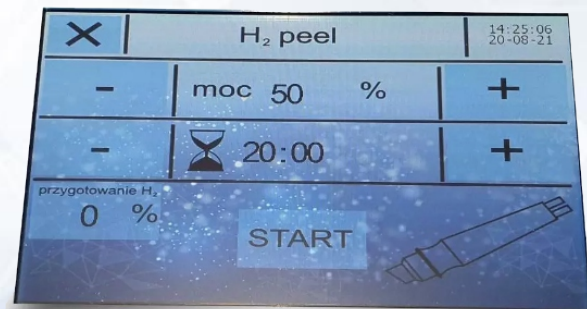 X H₂ peel 14:25:06
20-08-21
- moc 50 % +
- 20:00 +
przygotowanie H₂
0 %
START